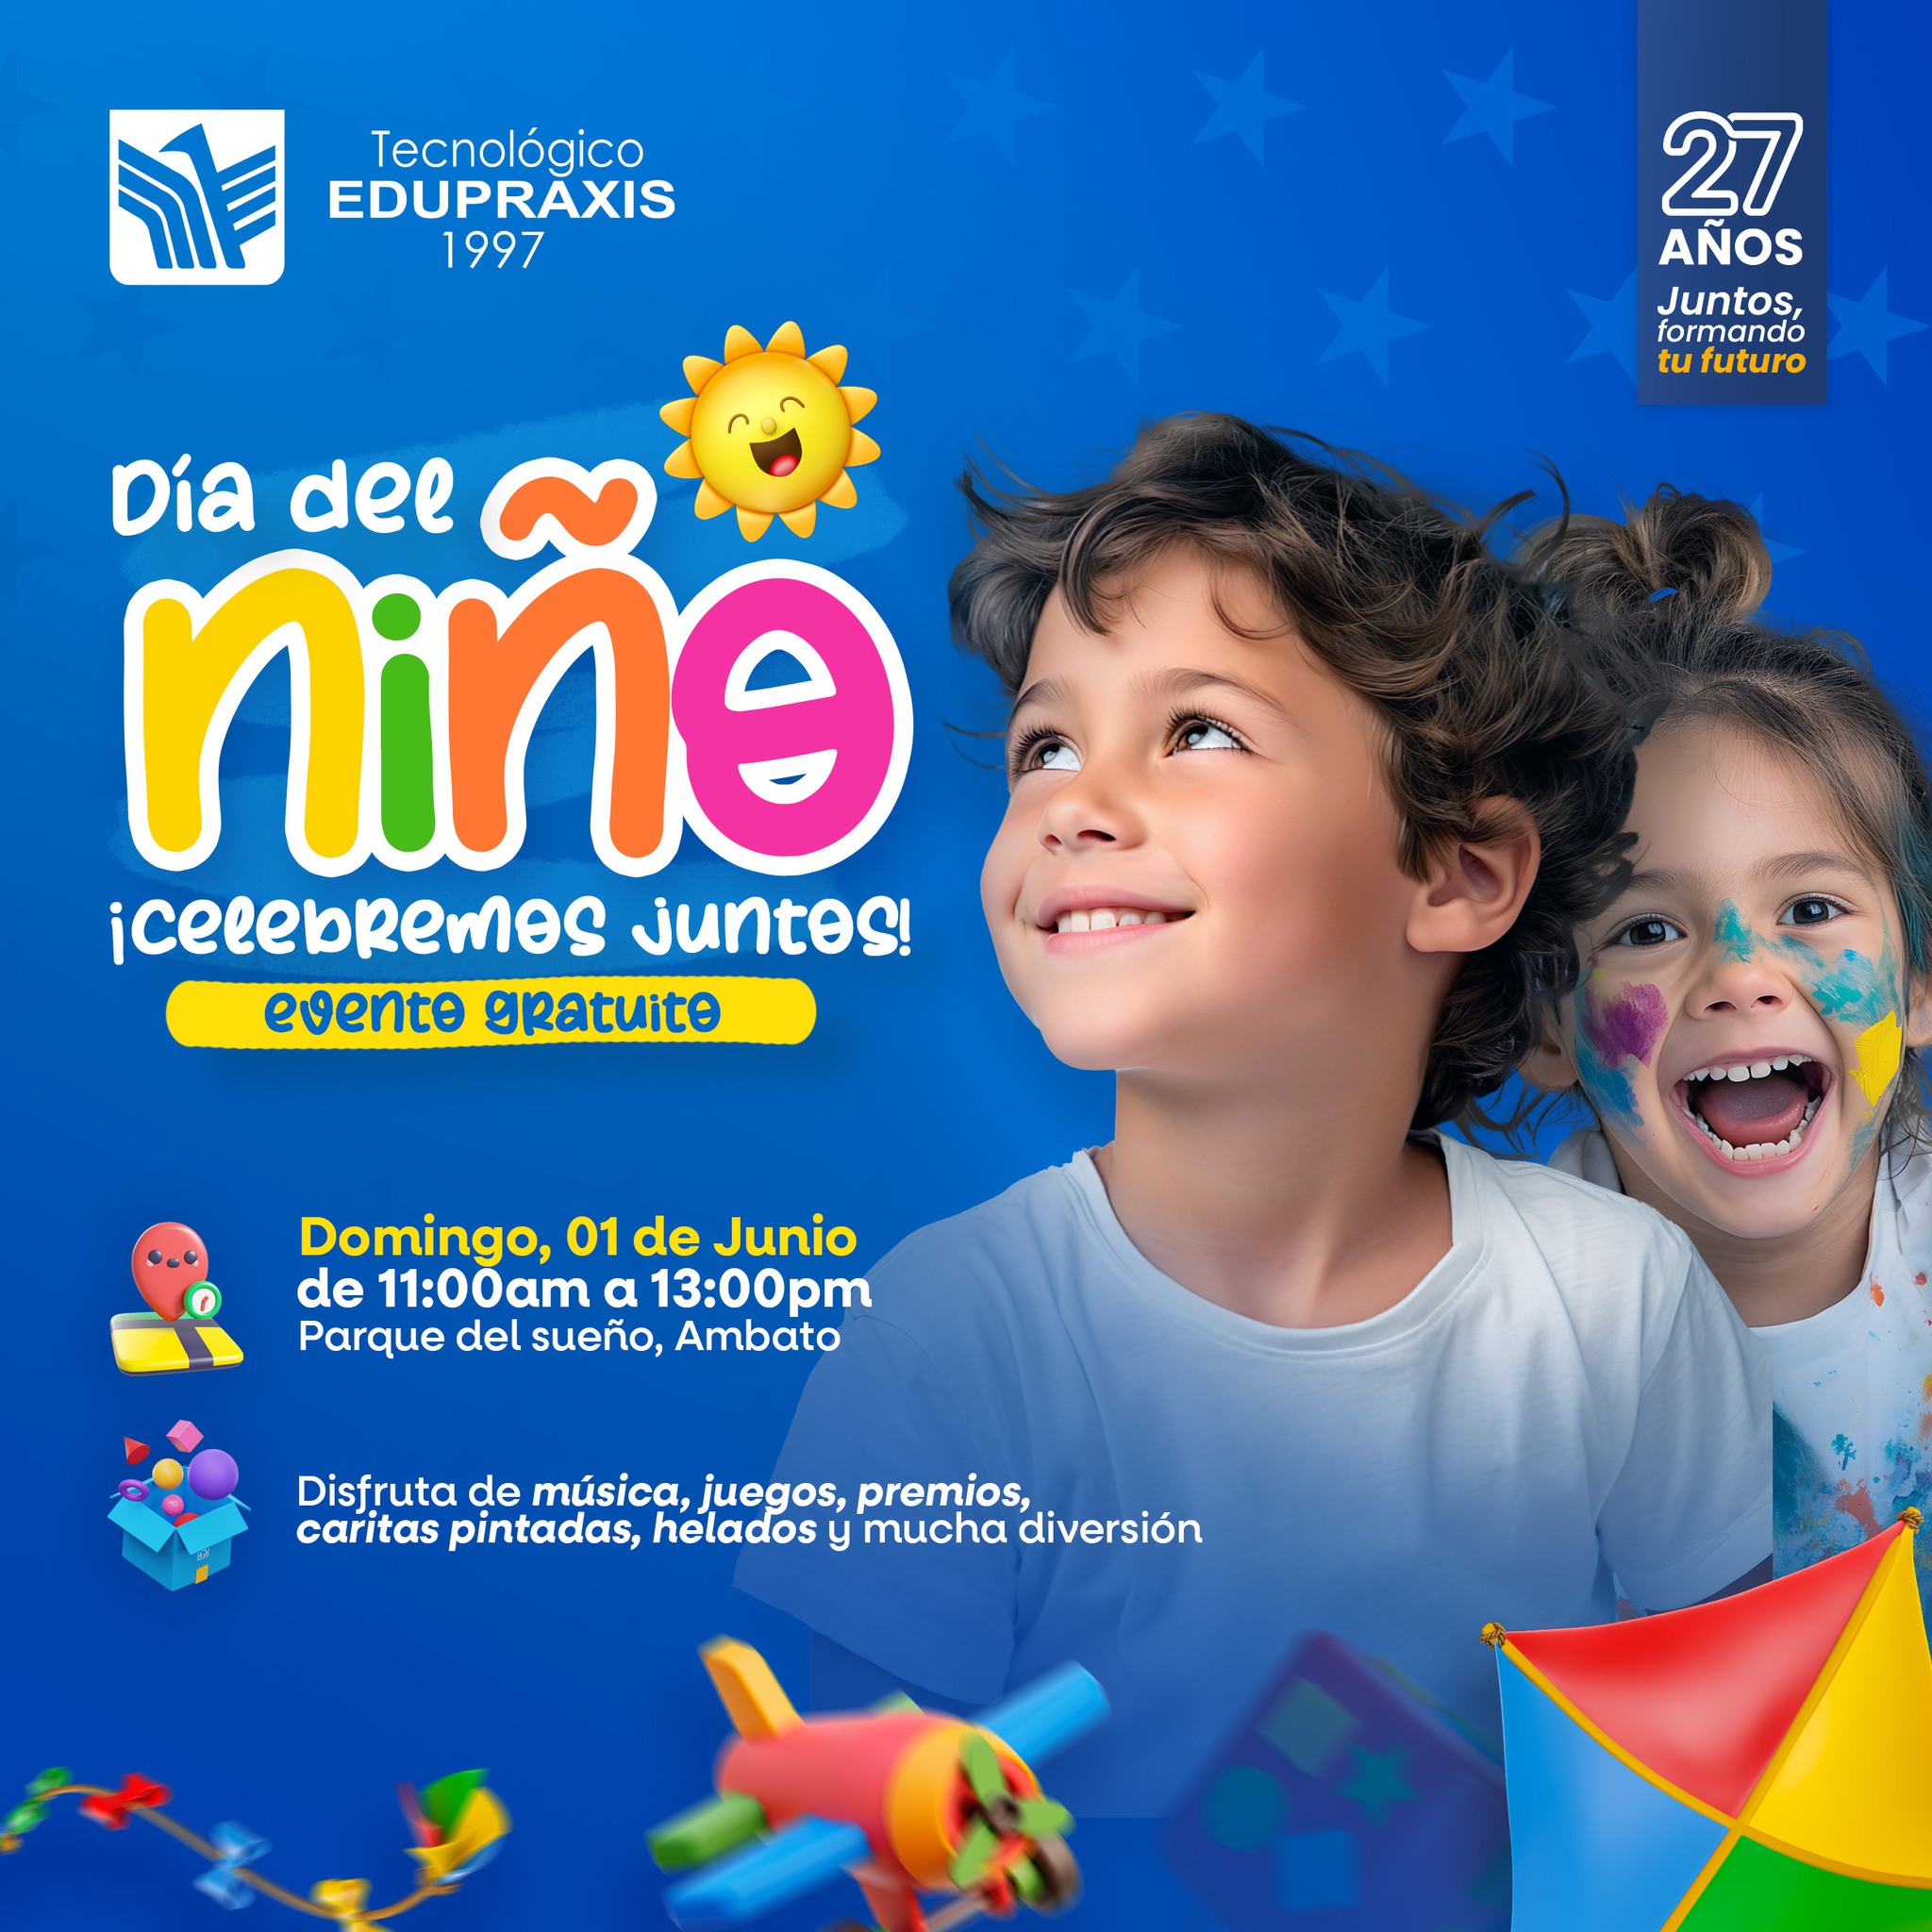 Tecnológico
EDUPRAXIS
1997
27
AÑOS
Juntos,
formando
tu futuro
Día del
niño
¡celebremos juntos!
evento gratuito
Domingo, 01 de Junio
de 11:00am a 13:00pm
Parque del sueño, Ambato
Disfruta de música, juegos, premios,
caritas pintadas, helados y mucha diversión